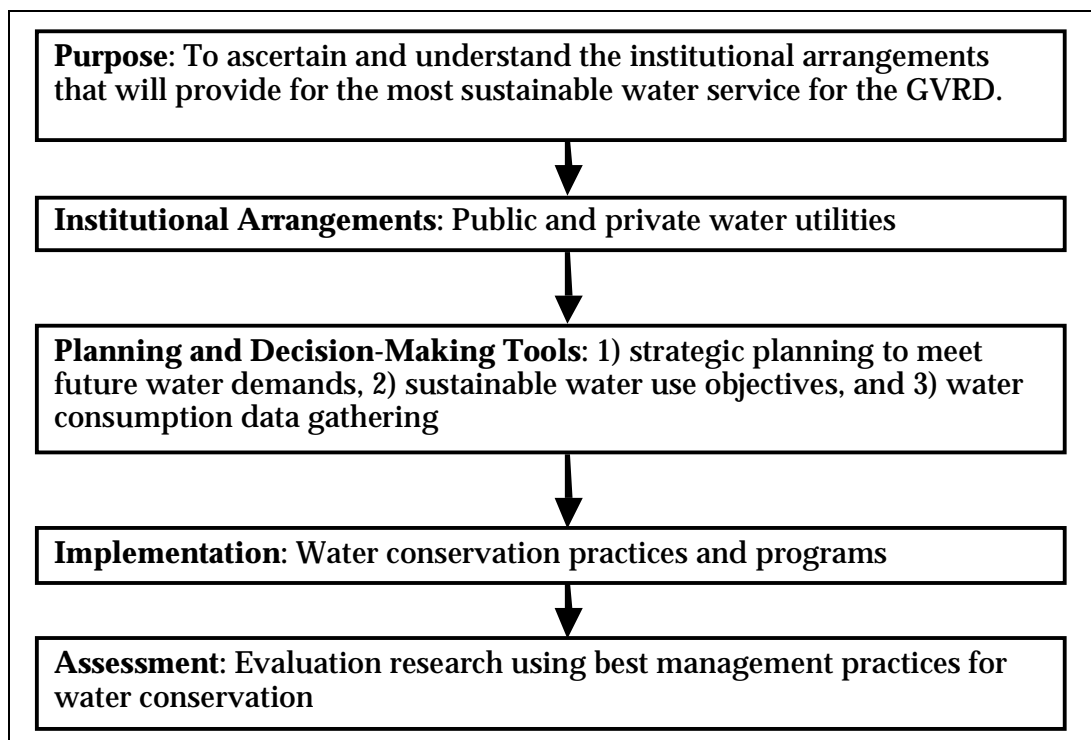 Purpose: To ascertain and understand the institutional arrangements
that will provide for the most sustainable water service for the GVRD.
Institutional Arrangements: Public and private water utilities
Planning and Decision-Making Tools: 1) strategic planning to meet
future water demands, 2) sustainable water use objectives, and 3) water
consumption data gathering
Implementation: Water conservation practices and programs
Assessment: Evaluation research using best management practices for
water conservation